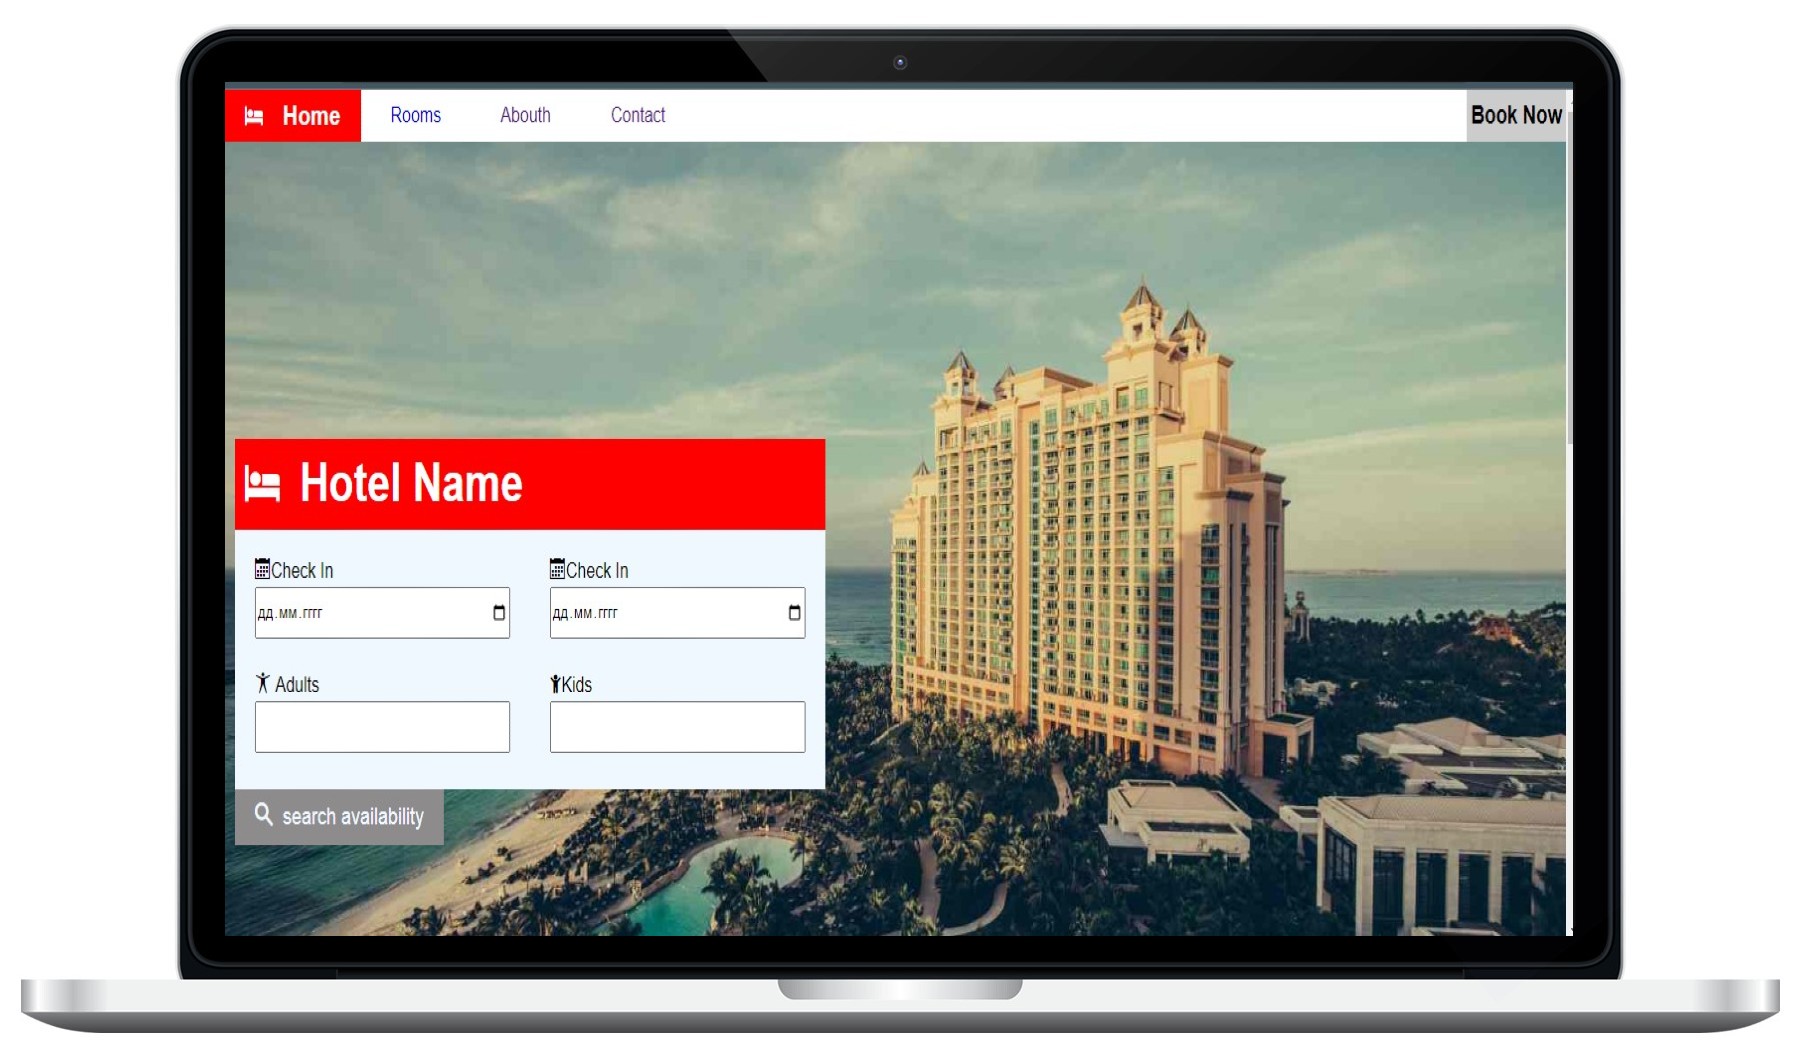 Home Rooms Abouth Contact Book Now
Hotel Name
Check In Check In
дд.мм.гггг дд.мм.гггг
Adults Kids
search availability